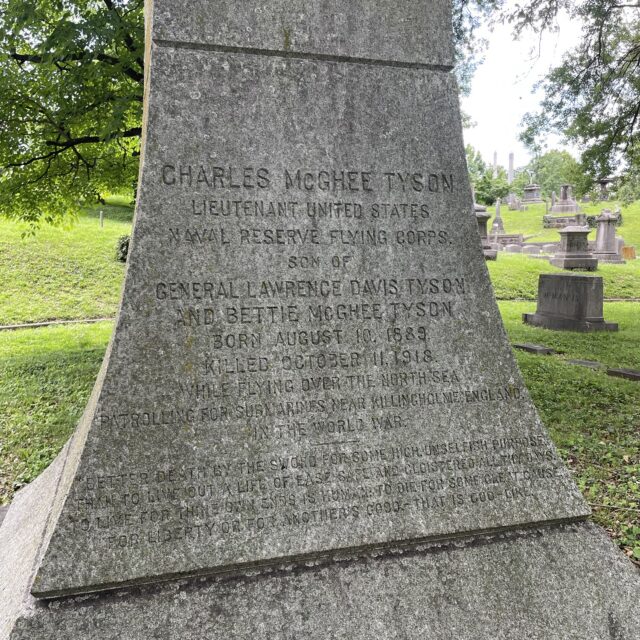 CHARLES McGHEE TYSON
LIEUTENANT UNITED STATES
NAVAL RESERVE FLYING CORPS.
SON OF
GENERAL LAWRENCE DAVIS TYSON
AND BETTIE McGHEE TYSON
BORN AUGUST 10, 1889
KILLED OCTOBER 11, 1918
WHILE FLYING OVER THE NORTH SEA
PATROLLING FOR SUBMARINES NEAR KILLINGHOLME, ENGLAND
IN THE WORLD WAR.
BETTER DEATH BY THE SWORD FOR SOME HIGH UNSELFISH PURPOSE
THAN TO LIVE OUT A LIFE OF EASE SAFE AND CLOISTERED ALL
TO LIVE FOR OWN ENDS IS HUMAN, TO DIE FOR SOME GREAT CAUSE,
FOR LIBERTY OR FOR ANOTHER'S GOOD - THAT IS GOD-LIKE.